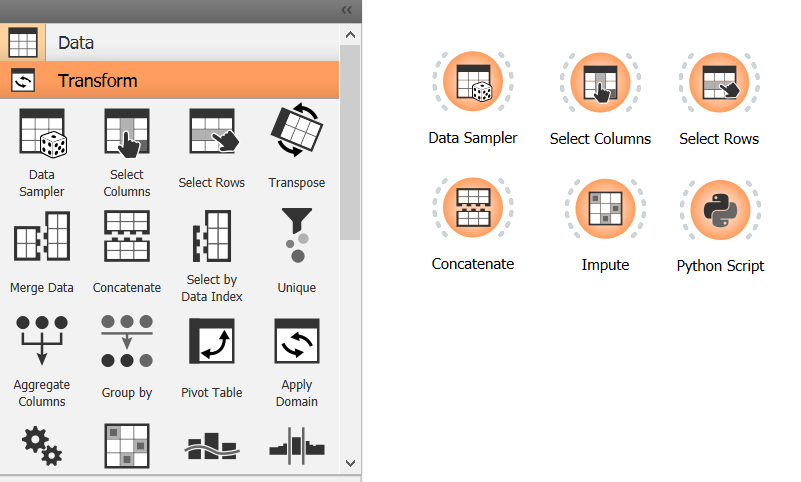 Data
Transform
Data
Sampler
Select
Columns
Select Rows
Transpose
Merge Data
Concatenate
Select by
Data Index
Unique
Aggregate
Columns
Group by
Pivot Table
Apply
Domain
Data Sampler
Select Columns
Select Rows
Concatenate
Impute
Python Script